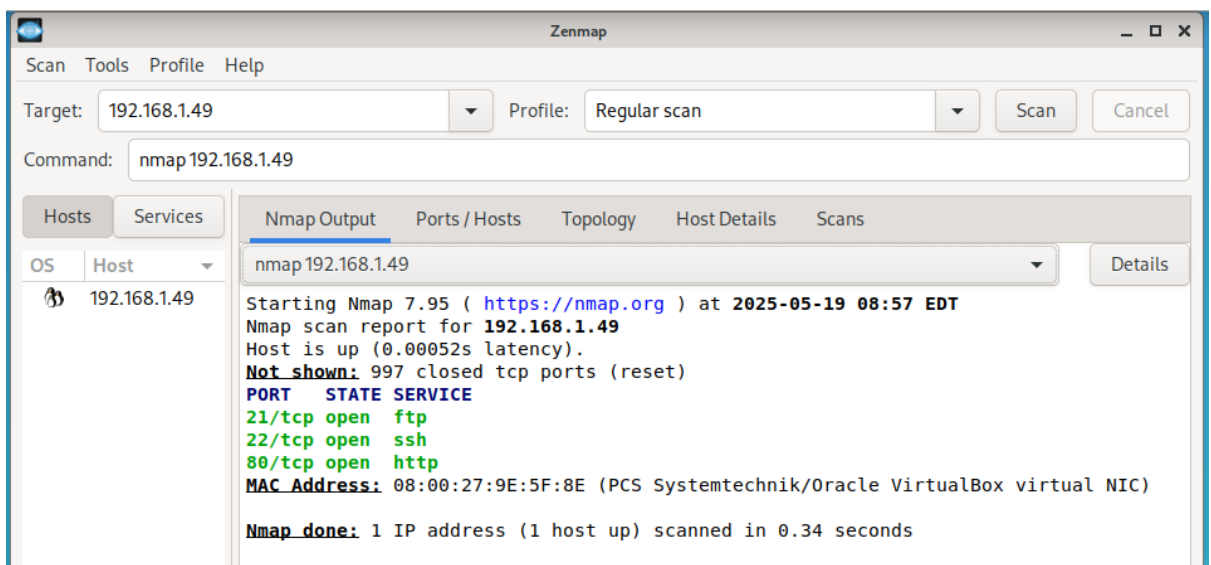 Zenmap
Scan Tools Profile Help
Target: 192.168.1.49 Profile: Regular scan Scan Cancel
Command: nmap 192.168.1.49
Hosts Services Nmap Output Ports / Hosts Topology Host Details Scans
OS Host nmap 192.168.1.49 Details
192.168.1.49
Starting Nmap 7.95 ( https://nmap.org ) at 2025-05-19 08:57 EDT
Nmap scan report for 192.168.1.49
Host is up (0.00052s latency).
Not shown: 997 closed tcp ports (reset)
PORT   STATE SERVICE
21/tcp open  ftp
22/tcp open  ssh
80/tcp open  http
MAC Address: 08:00:27:9E:5F:8E (PCS Systemtechnik/Oracle VirtualBox virtual NIC)
Nmap done: 1 IP address (1 host up) scanned in 0.34 seconds